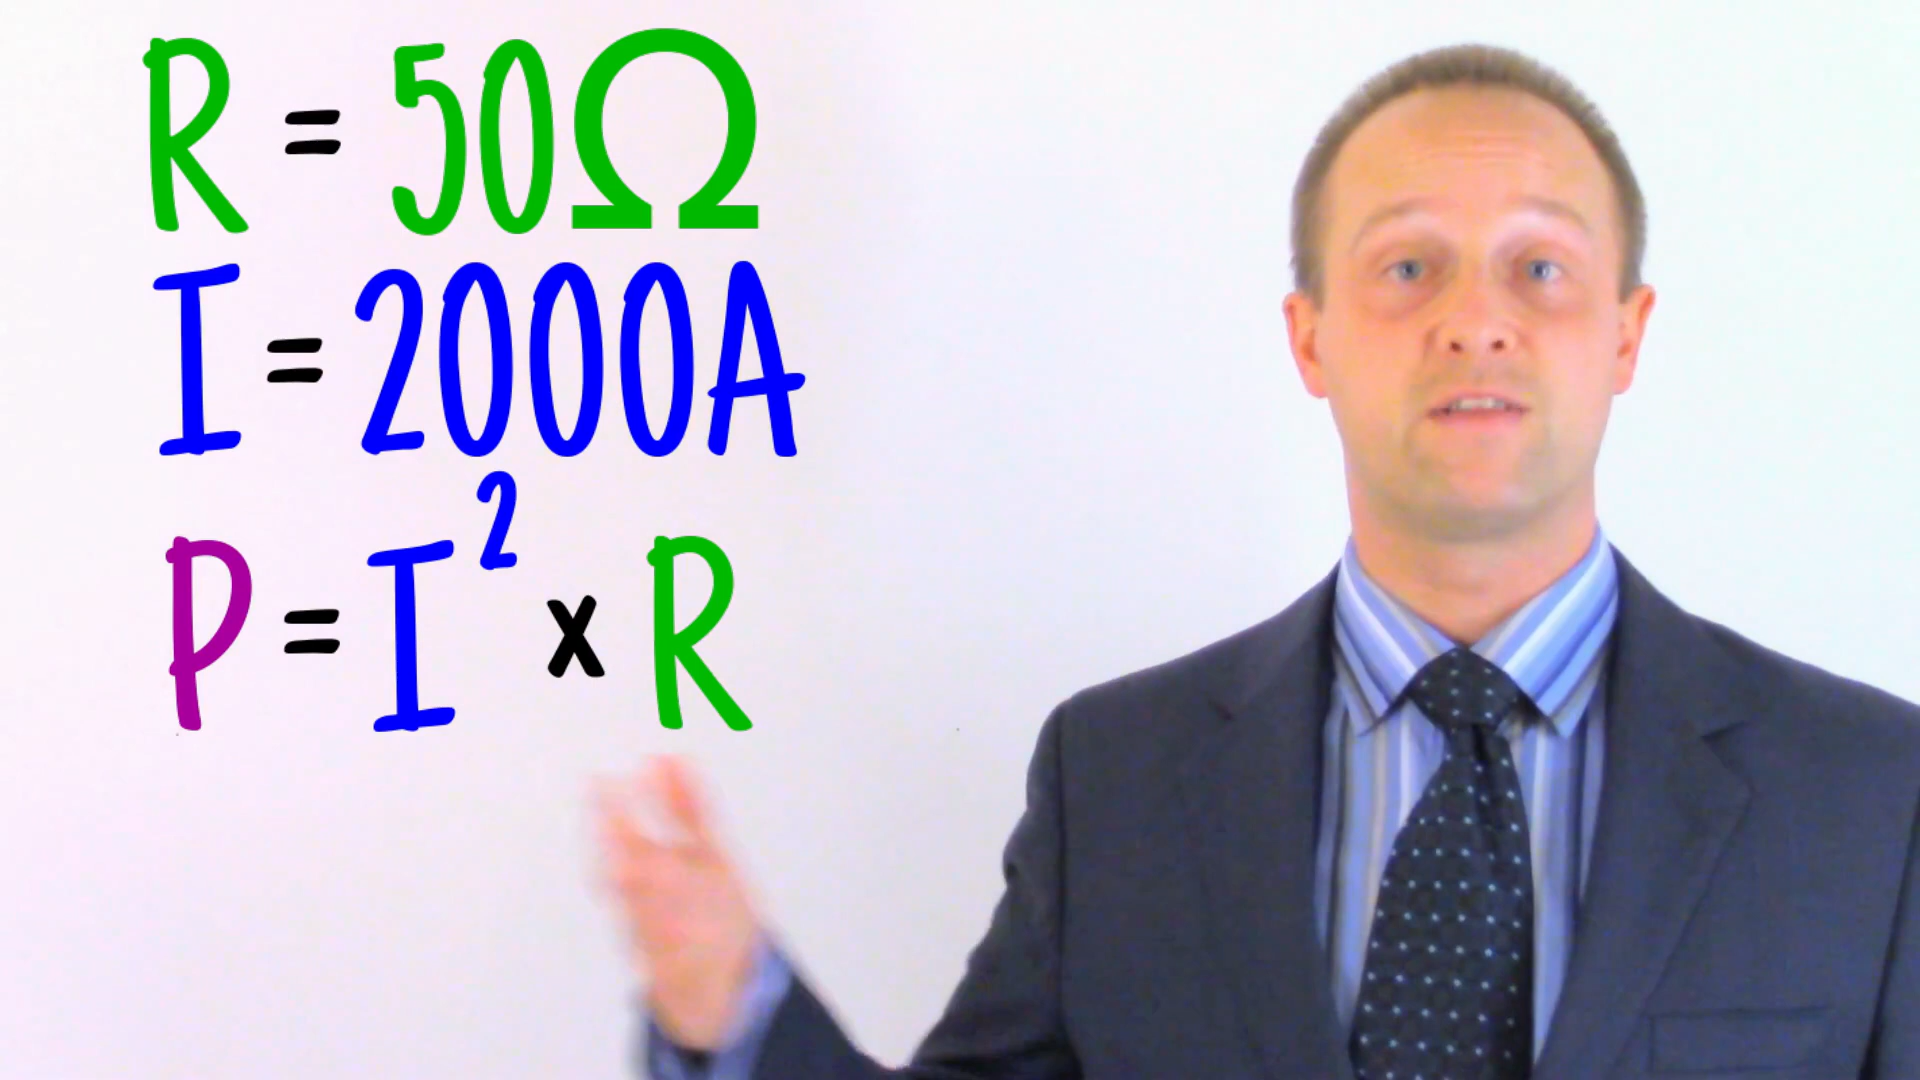 R = 50Ω
I = 2000A
P = I² x R